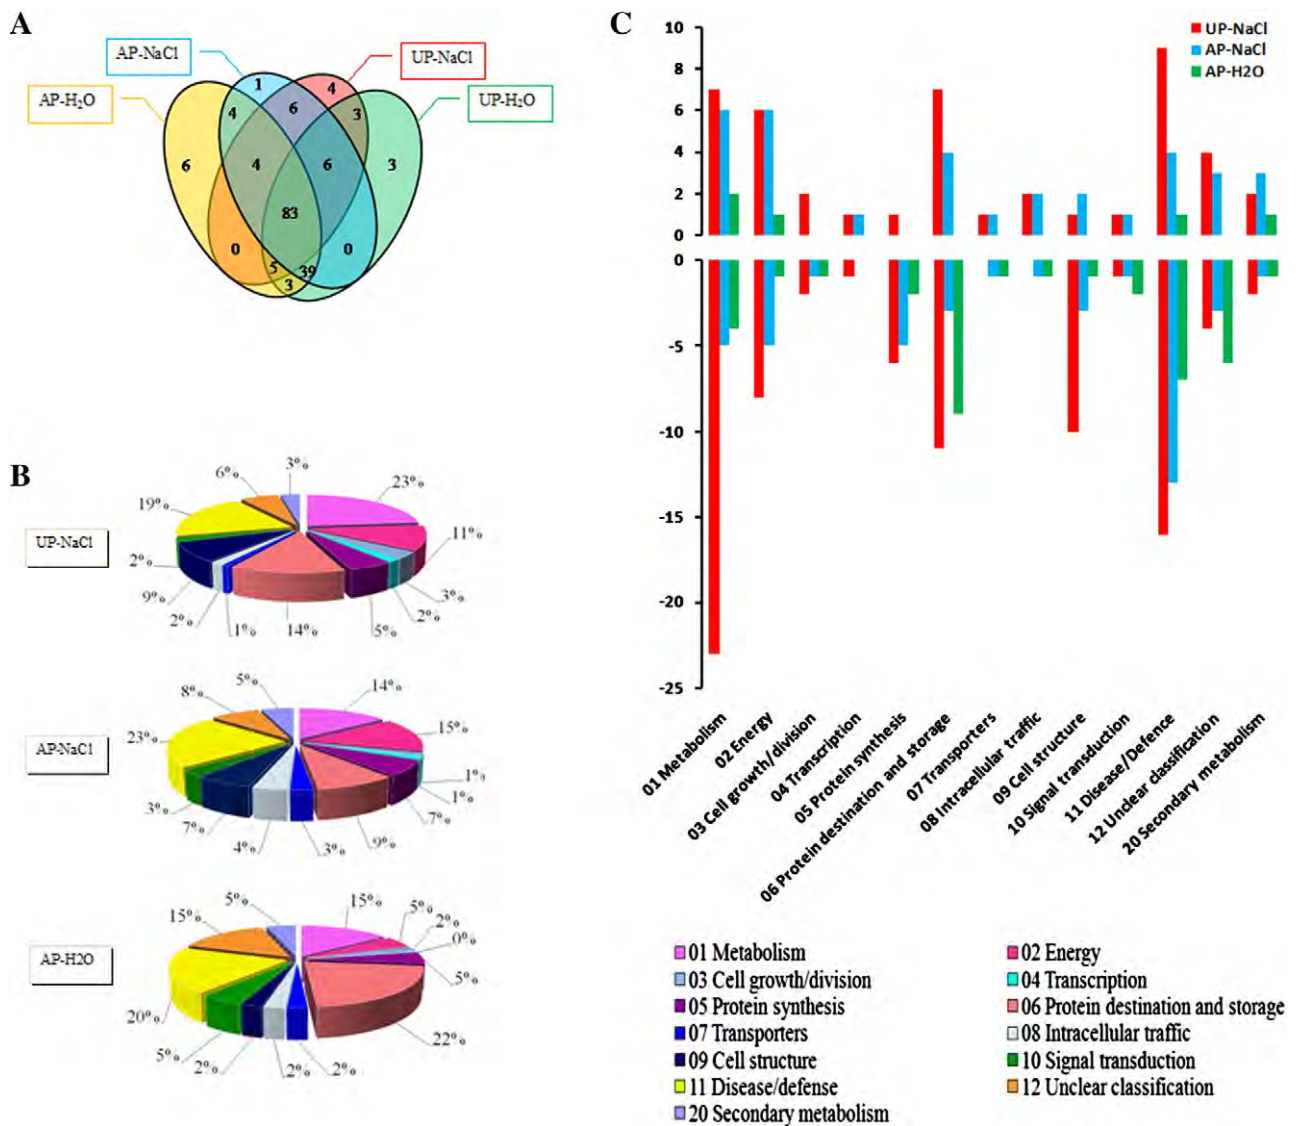 A
AP-NaCl
UP-NaCl
AP-H₂O
UP-H₂O
1
4
4
6
3
6
4
6
3
83
0
0
5
39
3
B
UP-NaCl
3%
6%
23%
19%
11%
2%
3%
9%
2%
2%
1%
14%
5%
AP-NaCl
5%
14%
8%
15%
23%
1%
1%
3%
7%
7%
4%
3%
9%
AP-H2O
5%
15%
15%
5%
2%
0%
5%
20%
5%
2%
2%
2%
22%
C
UP-NaCl
AP-NaCl
AP-H2O
10
8
6
4
2
0
0
-5
-10
-15
-20
-25
01 Metabolism
02 Energy
03 Cell growth/division
04 Transcription
05 Protein synthesis
06 Protein destination and storage
07 Transporters
08 Intracellular traffic
09 Cell structure
10 Signal transduction
11 Disease/Defence
12 Unclear classification
20 Secondary metabolism
01 Metabolism
02 Energy
03 Cell growth/division
04 Transcription
05 Protein synthesis
06 Protein destination and storage
07 Transporters
08 Intracellular traffic
09 Cell structure
10 Signal transduction
11 Disease/defense
12 Unclear classification
20 Secondary metabolism